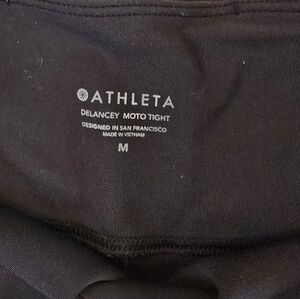 ATHLETA
DELANCEY MOTO TIGHT
DESIGNED IN SAN FRANCISCO
MADE IN VIETNAM
M